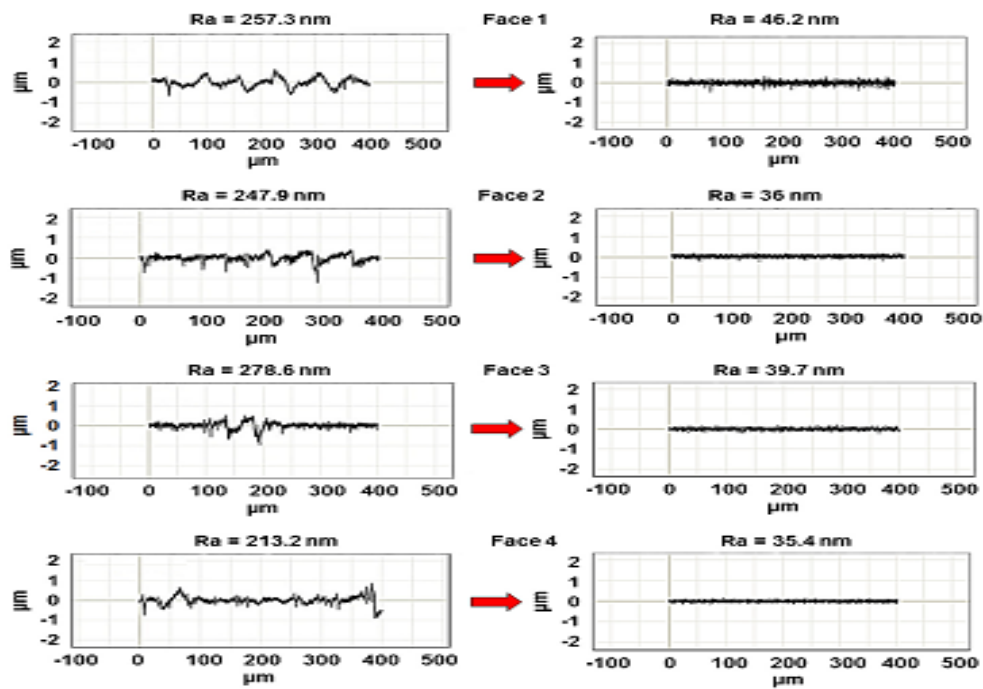 Ra = 257.3 nm Face 1 Ra = 46.2 nm
2 2
1 1
µm 0 µm 0
-1 -1
-2 -2
-100 0 100 200 300 400 500 -100 0 100 200 300 400 500
µm µm
Ra = 247.9 nm Face 2 Ra = 36 nm
2 2
1 1
µm 0 µm 0
-1 -1
-2 -2
-100 0 100 200 300 400 500 -100 0 100 200 300 400 500
µm µm
Ra = 278.6 nm Face 3 Ra = 39.7 nm
2 2
1 1
µm 0 µm 0
-1 -1
-2 -2
-100 0 100 200 300 400 500 -100 0 100 200 300 400 500
µm µm
Ra = 213.2 nm Face 4 Ra = 35.4 nm
2 2
1 1
µm 0 µm 0
-1 -1
-2 -2
-100 0 100 200 300 400 500 -100 0 100 200 300 400 500
µm µm